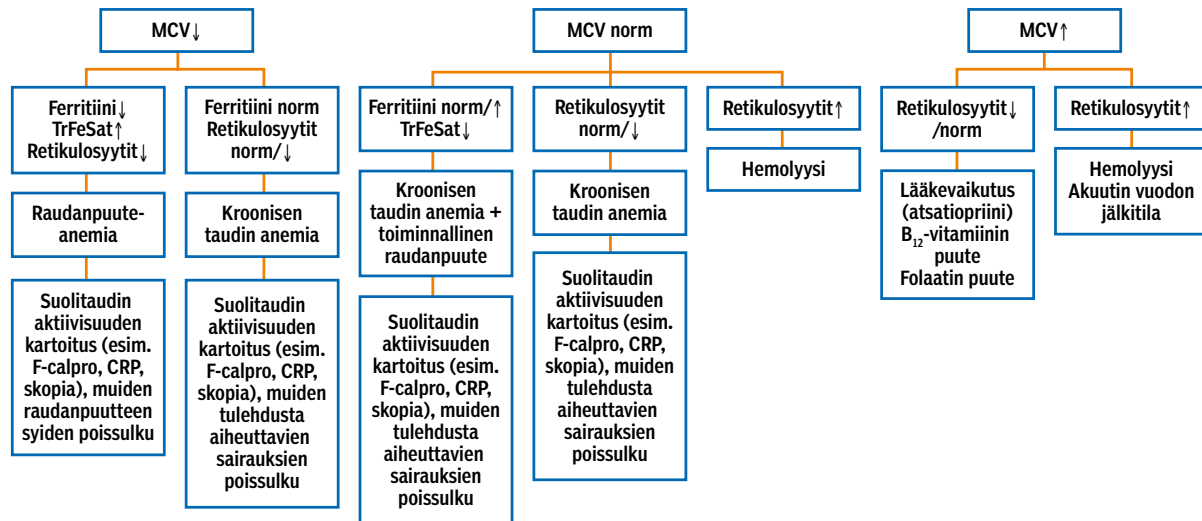 MCV↓
Ferritiini↓
TrFeSat↑
Retikulosyytit↓
Raudanpuute-
anemia
Suolitaudin
aktiivisuuden
kartoitus (esim.
F-calpro, CRP,
skopia), muiden
raudanpuutteen
syiden poissulku
Ferritiini norm
Retikulosyytit
norm/↓
Kroonisen
taudin anemia
Suolitaudin
aktiivisuuden
kartoitus (esim.
F-calpro, CRP,
skopia), muiden
tulehdusta
aiheuttavien
sairauksien
poissulku
MCV norm
Ferritiini norm/↑
TrFeSat↓
Kroonisen
taudin anemia +
toiminnallinen
raudanpuute
Suolitaudin
aktiivisuuden
kartoitus (esim.
F-calpro, CRP,
skopia), muiden
tulehdusta
aiheuttavien
sairauksien
poissulku
Retikulosyytit
norm/↓
Kroonisen
taudin anemia
Suolitaudin
aktiivisuuden
kartoitus (esim.
F-calpro, CRP,
skopia), muiden
tulehdusta
aiheuttavien
sairauksien
poissulku
Retikulosyytit↑
Hemolyysi
MCV↑
Retikulosyytit↓
/norm
Lääkevaikutus
(atsatiopriini)
B₁₂-vitamiinin
puute
Folaatin puute
Retikulosyytit↑
Hemolyysi
Akuutin vuodon
jälkitila